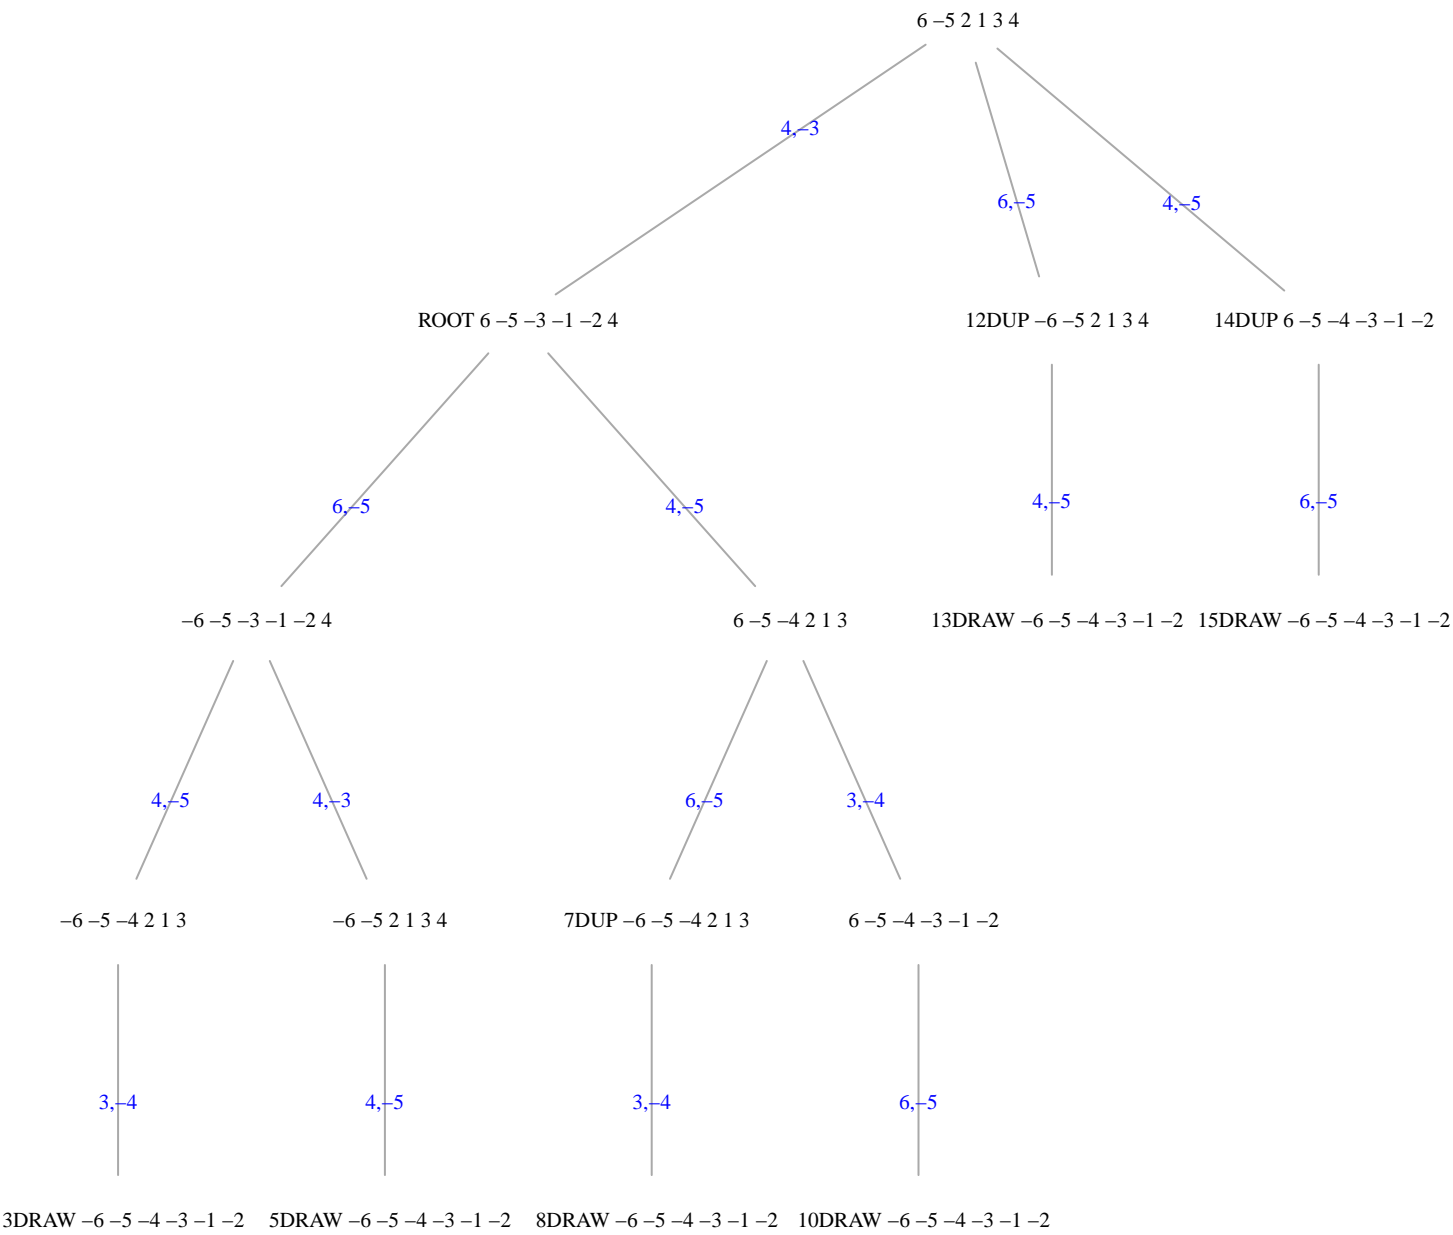 6 –5 2 1 3 4
4,–3
6,–5
4,–5
ROOT 6 –5 –3 –1 –2 4
12DUP –6 –5 2 1 3 4
14DUP 6 –5 –4 –3 –1 –2
6,–5
4,–5
4,–5
6,–5
–6 –5 –3 –1 –2 4
6 –5 –4 2 1 3
13DRAW –6 –5 –4 –3 –1 –2
15DRAW –6 –5 –4 –3 –1 –2
4,–5
4,–3
6,–5
3,–4
–6 –5 –4 2 1 3
–6 –5 2 1 3 4
7DUP –6 –5 –4 2 1 3
6 –5 –4 –3 –1 –2
3,–4
4,–5
3,–4
6,–5
3DRAW –6 –5 –4 –3 –1 –2
5DRAW –6 –5 –4 –3 –1 –2
8DRAW –6 –5 –4 –3 –1 –2
10DRAW –6 –5 –4 –3 –1 –2